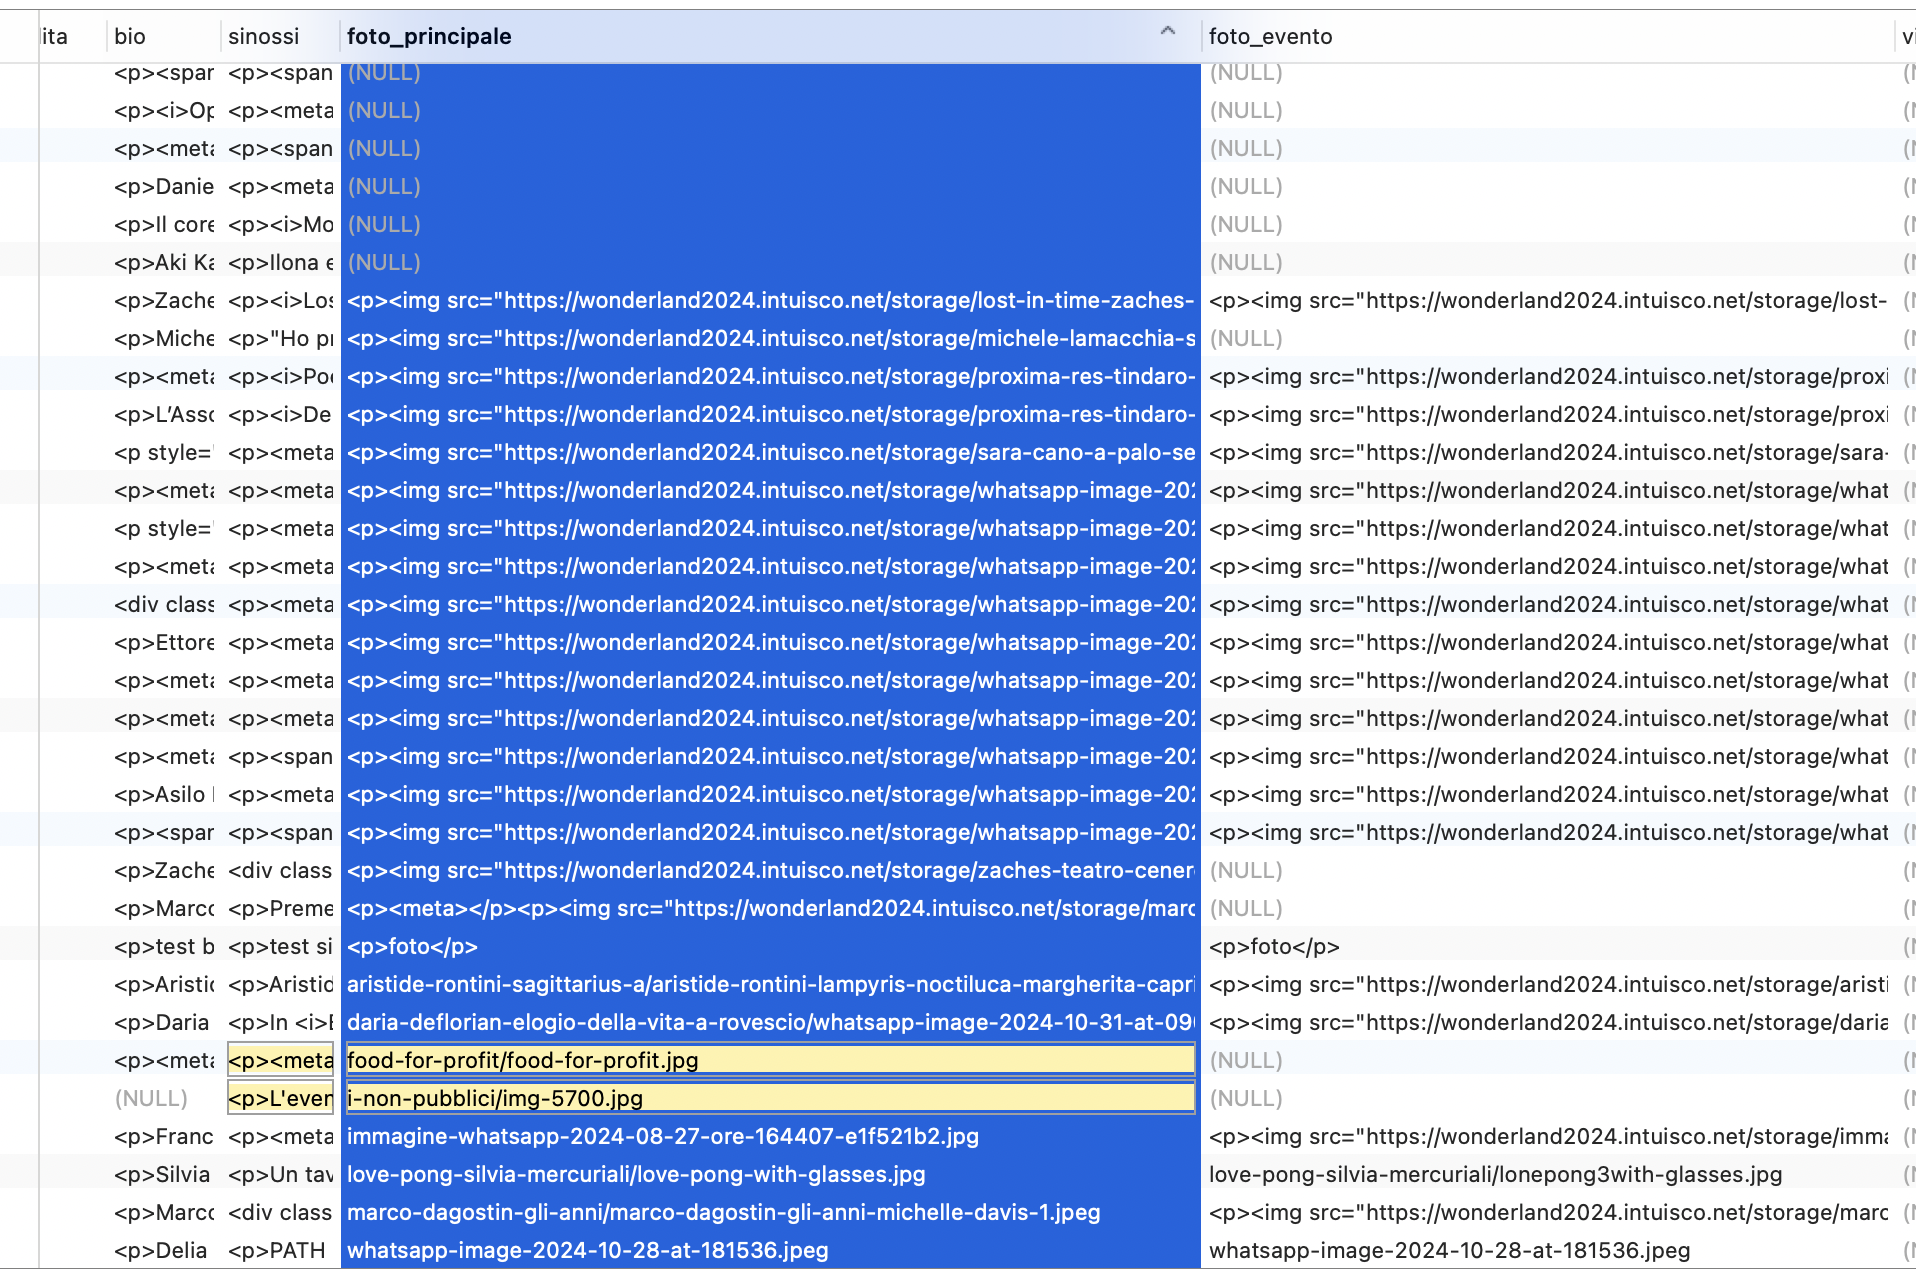 lita bio sinossi foto_principale foto_evento vi
<p><span <p><span (NULL) (NULL)
<p><i>Op <p><meta (NULL) (NULL)
<p><meta <p><span (NULL) (NULL)
<p>Danie <p><meta (NULL) (NULL)
<p>Il core <p><i>Mo (NULL) (NULL)
<p>Aki Ka <p>Ilona e (NULL) (NULL)
<p>Zache <p><i>Los <p><img src="https://wonderland2024.intuisco.net/storage/lost-in-time-zaches- <p><img src="https://wonderland2024.intuisco.net/storage/lost-
<p>Miche <p>"Ho pr <p><img src="https://wonderland2024.intuisco.net/storage/michele-lamacchia-s (NULL)
<p><meta <p><i>Poe <p><img src="https://wonderland2024.intuisco.net/storage/proxima-res-tindaro- <p><img src="https://wonderland2024.intuisco.net/storage/proxi
<p>L'Asso <p><i>De <p><img src="https://wonderland2024.intuisco.net/storage/proxima-res-tindaro- <p><img src="https://wonderland2024.intuisco.net/storage/proxi
<p style=" <p><meta <p><img src="https://wonderland2024.intuisco.net/storage/sara-cano-a-palo-se <p><img src="https://wonderland2024.intuisco.net/storage/sara-
<p><meta <p><meta <p><img src="https://wonderland2024.intuisco.net/storage/whatsapp-image-202 <p><img src="https://wonderland2024.intuisco.net/storage/what
<p style=" <p><meta <p><img src="https://wonderland2024.intuisco.net/storage/whatsapp-image-202 <p><img src="https://wonderland2024.intuisco.net/storage/what
<p><meta <p><meta <p><img src="https://wonderland2024.intuisco.net/storage/whatsapp-image-202 <p><img src="https://wonderland2024.intuisco.net/storage/what
<div class <p><meta <p><img src="https://wonderland2024.intuisco.net/storage/whatsapp-image-202 <p><img src="https://wonderland2024.intuisco.net/storage/what
<p>Ettore <p><meta <p><img src="https://wonderland2024.intuisco.net/storage/whatsapp-image-202 <p><img src="https://wonderland2024.intuisco.net/storage/what
<p><meta <p><meta <p><img src="https://wonderland2024.intuisco.net/storage/whatsapp-image-202 <p><img src="https://wonderland2024.intuisco.net/storage/what
<p><meta <p><meta <p><img src="https://wonderland2024.intuisco.net/storage/whatsapp-image-202 <p><img src="https://wonderland2024.intuisco.net/storage/what
<p><meta <p><span <p><img src="https://wonderland2024.intuisco.net/storage/whatsapp-image-202 <p><img src="https://wonderland2024.intuisco.net/storage/what
<p>Asilo <p><meta <p><img src="https://wonderland2024.intuisco.net/storage/whatsapp-image-202 <p><img src="https://wonderland2024.intuisco.net/storage/what
<p><span <p><span <p><img src="https://wonderland2024.intuisco.net/storage/whatsapp-image-202 <p><img src="https://wonderland2024.intuisco.net/storage/what
<p>Zache <div class <p><img src="https://wonderland2024.intuisco.net/storage/zaches-teatro-cener (NULL)
<p>Marco <p>Preme <p><meta></p><p><img src="https://wonderland2024.intuisco.net/storage/marc (NULL)
<p>test b <p>test si <p>foto</p> <p>foto</p>
<p>Aristic <p>Aristid aristide-rontini-sagittarius-a/aristide-rontini-lampyris-noctiluca-margherita-capri <p><img src="https://wonderland2024.intuisco.net/storage/aristi
<p>Daria <p>In <i>E daria-deflorian-elogio-della-vita-a-rovescio/whatsapp-image-2024-10-31-at-090 <p><img src="https://wonderland2024.intuisco.net/storage/daria
<p><meta <p><meta food-for-profit/food-for-profit.jpg (NULL)
(NULL) <p>L'even i-non-pubblici/img-5700.jpg (NULL)
<p>Franc <p><meta immagine-whatsapp-2024-08-27-ore-164407-e1f521b2.jpg <p><img src="https://wonderland2024.intuisco.net/storage/imma
<p>Silvia <p>Un tav love-pong-silvia-mercuriali/love-pong-with-glasses.jpg love-pong-silvia-mercuriali/lonepong3with-glasses.jpg
<p>Marco <div class marco-dagostin-gli-anni/marco-dagostin-gli-anni-michelle-davis-1.jpeg <p><img src="https://wonderland2024.intuisco.net/storage/marc
<p>Delia <p>PATH whatsapp-image-2024-10-28-at-181536.jpeg whatsapp-image-2024-10-28-at-181536.jpeg